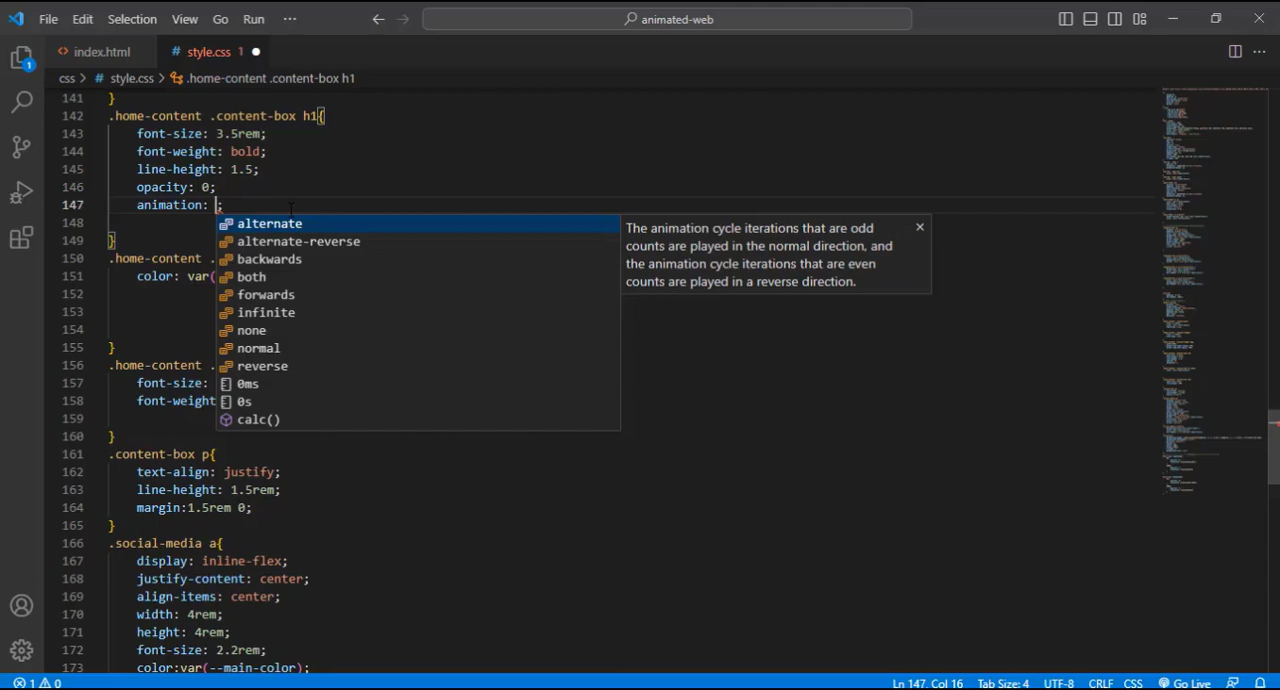 File Edit Selection View Go Run ··· animated-web
index.html # style.css 1
css > # style.css > .home-content .content-box h1
141 }
142 .home-content .content-box h1{
143 font-size: 3.5rem;
144 font-weight: bold;
145 line-height: 1.5;
146 opacity: 0;
147 animation: ;
148 alternate
149 } alternate-reverse
150 .home-content . backwards
151 color: var( both
152 forwards
153 infinite
154 none
155 } normal
156 .home-content . reverse
157 font-size: 0ms
158 font-weight 0s
159 calc()
The animation cycle iterations that are odd
counts are played in the normal direction, and
the animation cycle iterations that are even
counts are played in a reverse direction.
160 }
161 .content-box p{
162 text-align: justify;
163 line-height: 1.5rem;
164 margin:1.5rem 0;
165 }
166 .social-media a{
167 display: inline-flex;
168 justify-content: center;
169 align-items: center;
170 width: 4rem;
171 height: 4rem;
172 font-size: 2.2rem;
173 color:var(--main-color);
1 0 Ln 147, Col 16 Tab Size: 4 UTF-8 CRLF CSS Go Live